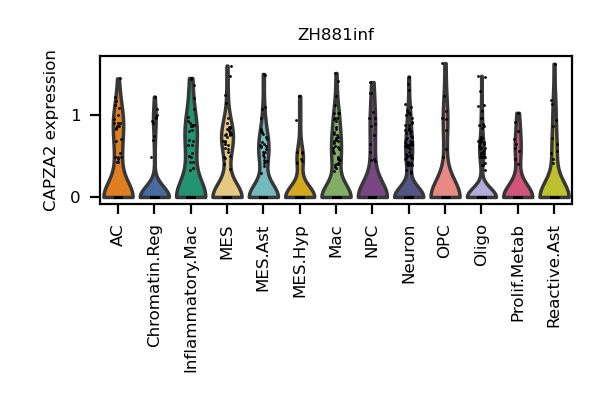 ZH881inf
CAPZA2 expression
1
0
AC
Chromatin.Reg
Inflammatory.Mac
MES
MES.Ast
MES.Hyp
Mac
NPC
Neuron
OPC
Oligo
Prolif.Metab
Reactive.Ast